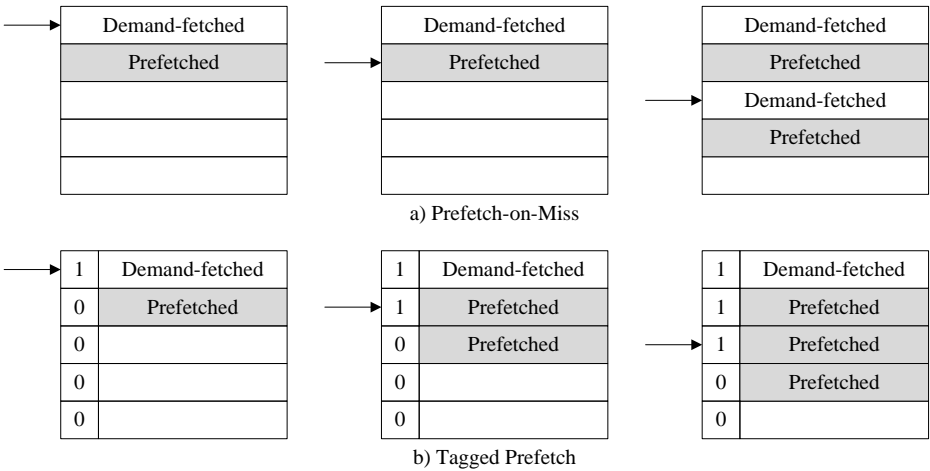 Demand-fetched Demand-fetched Demand-fetched
Prefetched Prefetched Prefetched
Demand-fetched
Prefetched
a) Prefetch-on-Miss
1 Demand-fetched 1 Demand-fetched 1 Demand-fetched
0 Prefetched 1 Prefetched 1 Prefetched
0 0 Prefetched 1 Prefetched
0 0 0 Prefetched
0 0 0
b) Tagged Prefetch